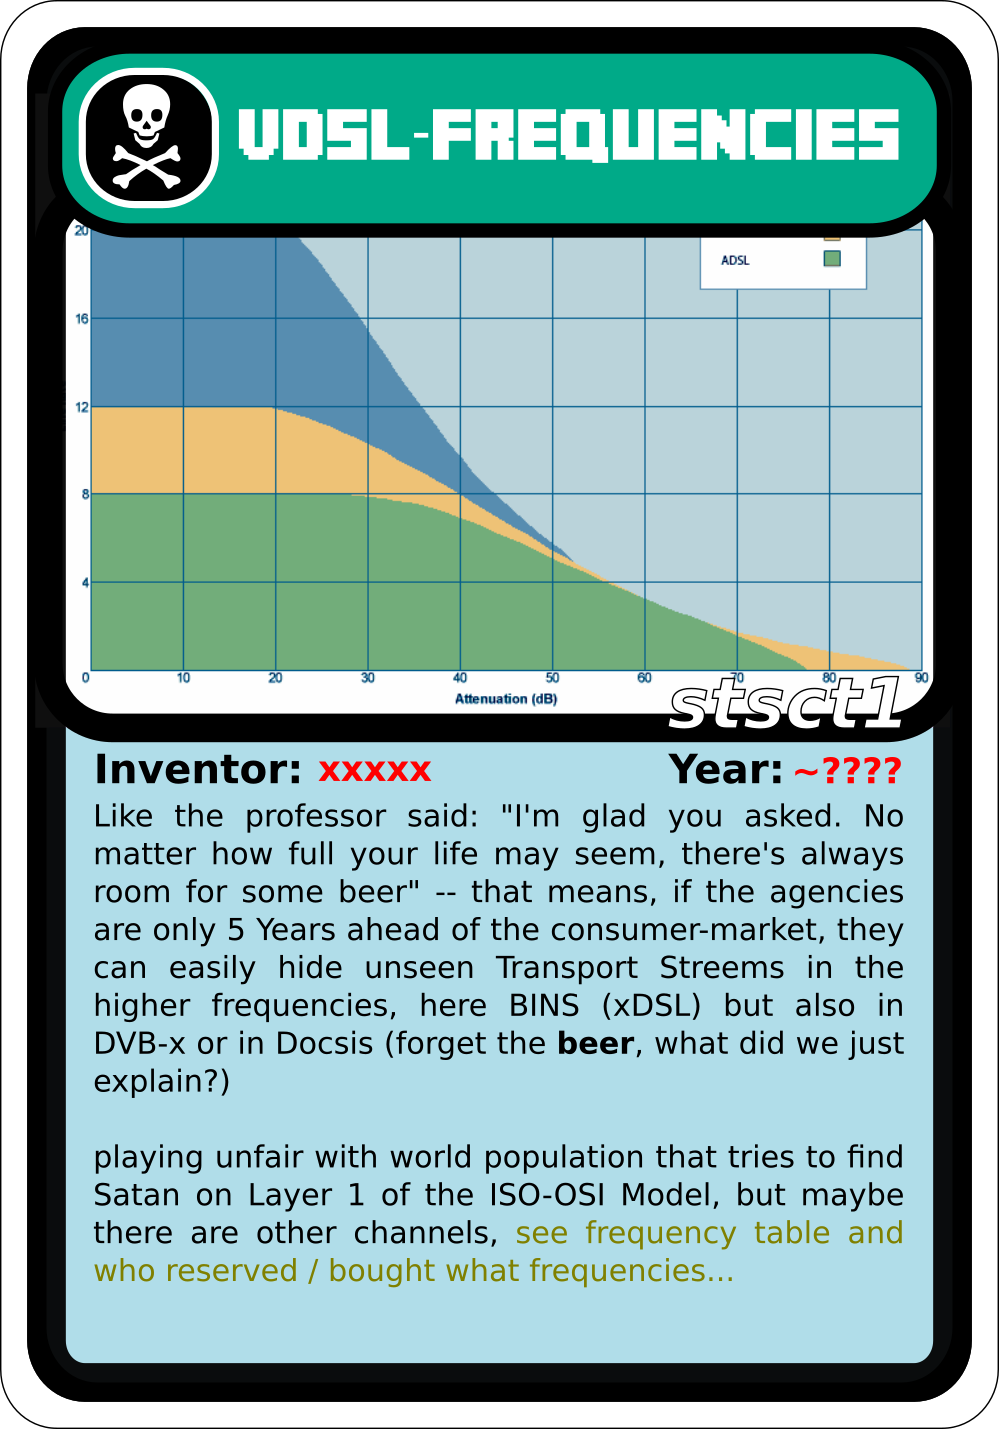 VDSL-FREQUENCIES
20
ADSL
16
12
8
4
0 10 20 30 40 50 60 70 80 90
Attenuation (dB)
stsct1
Inventor: xxxxx Year: ~????
Like the professor said: "I'm glad you asked. No
matter how full your life may seem, there's always
room for some beer" -- that means, if the agencies
are only 5 Years ahead of the consumer-market, they
can easily hide unseen Transport Streems in the
higher frequencies, here BINS (xDSL) but also in
DVB-x or in Docsis (forget the beer, what did we just
explain?)
playing unfair with world population that tries to find
Satan on Layer 1 of the ISO-OSI Model, but maybe
there are other channels, see frequency table and
who reserved / bought what frequencies...